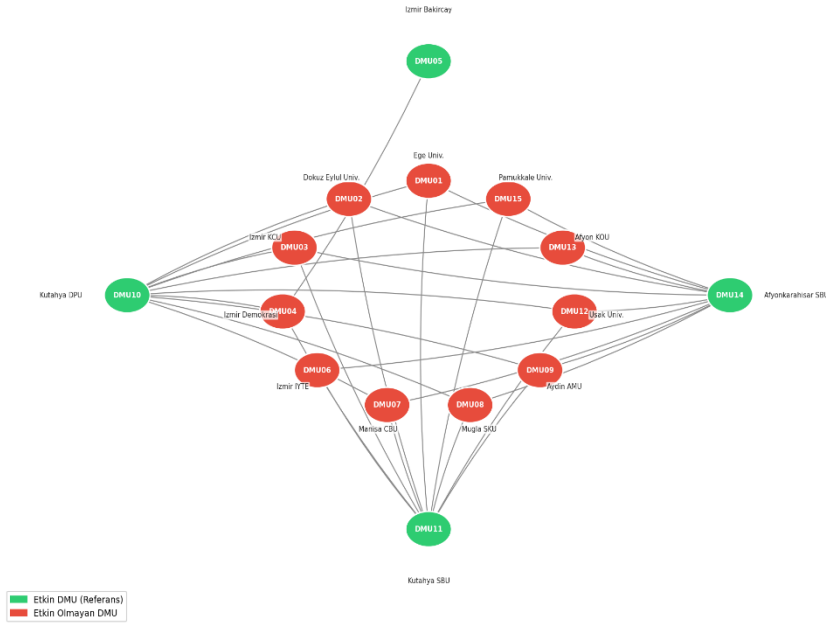 Izmir Bakircay
DMU05
Ege Univ.
DMU01
Dokuz Eylul Univ.
DMU02
Pamukkale Univ.
DMU15
Izmir KCU
DMU03
Afyon KOU
DMU13
Kutahya DPU
DMU10
DMU14
Afyonkarahisar SBU
Izmir Demokrasi
DMU04
DMU12
Usak Univ.
DMU06
Izmir IYTE
DMU09
Aydin AMU
DMU07
Manisa CBU
DMU08
Mugla SKU
DMU11
Kutahya SBU
Etkin DMU (Referans)
Etkin Olmayan DMU